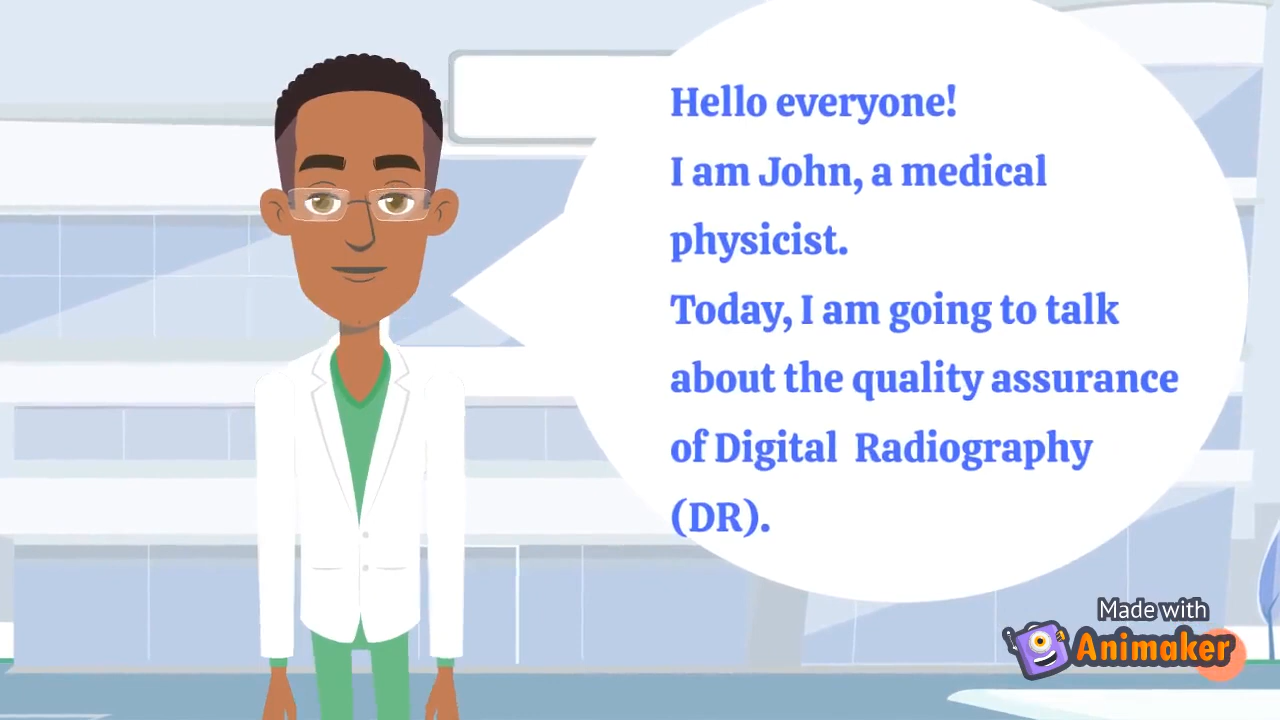 Hello everyone!
I am John, a medical
physicist.
Today, I am going to talk
about the quality assurance
of Digital  Radiography
(DR).
Made with
Animaker